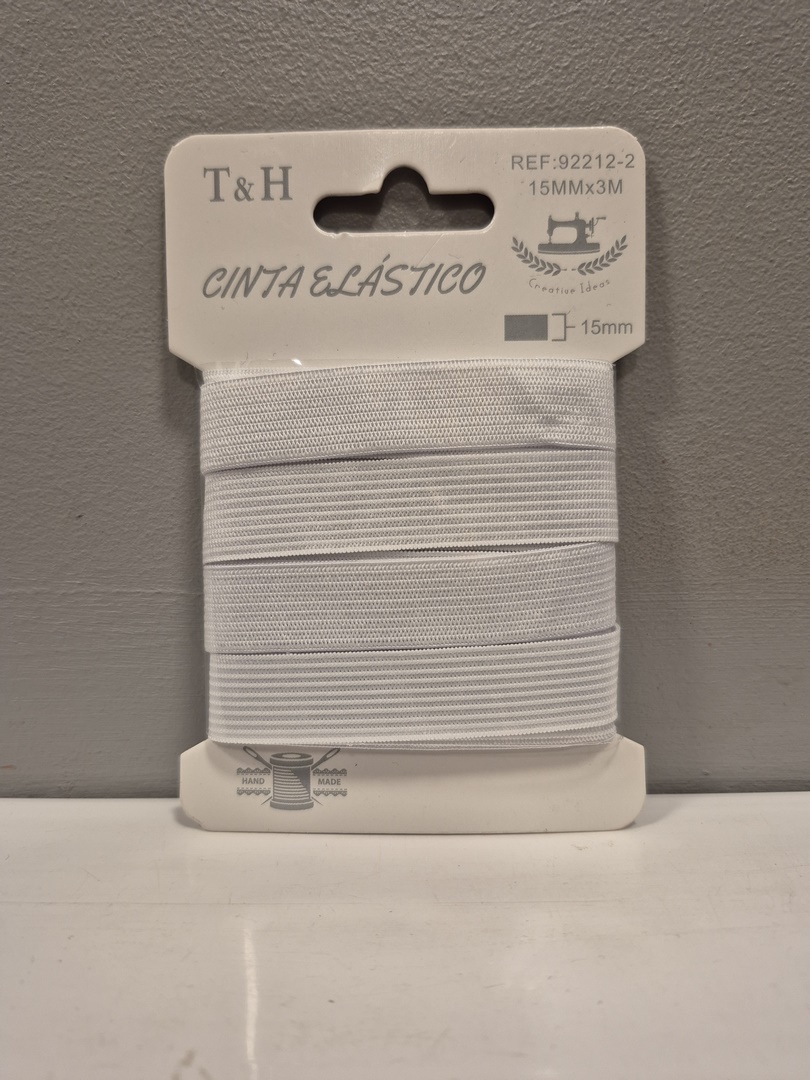 T&H
REF:92212-2
15MMx3M
CINTA ELÁSTICO
Creative Ideas
15mm
HAND MADE